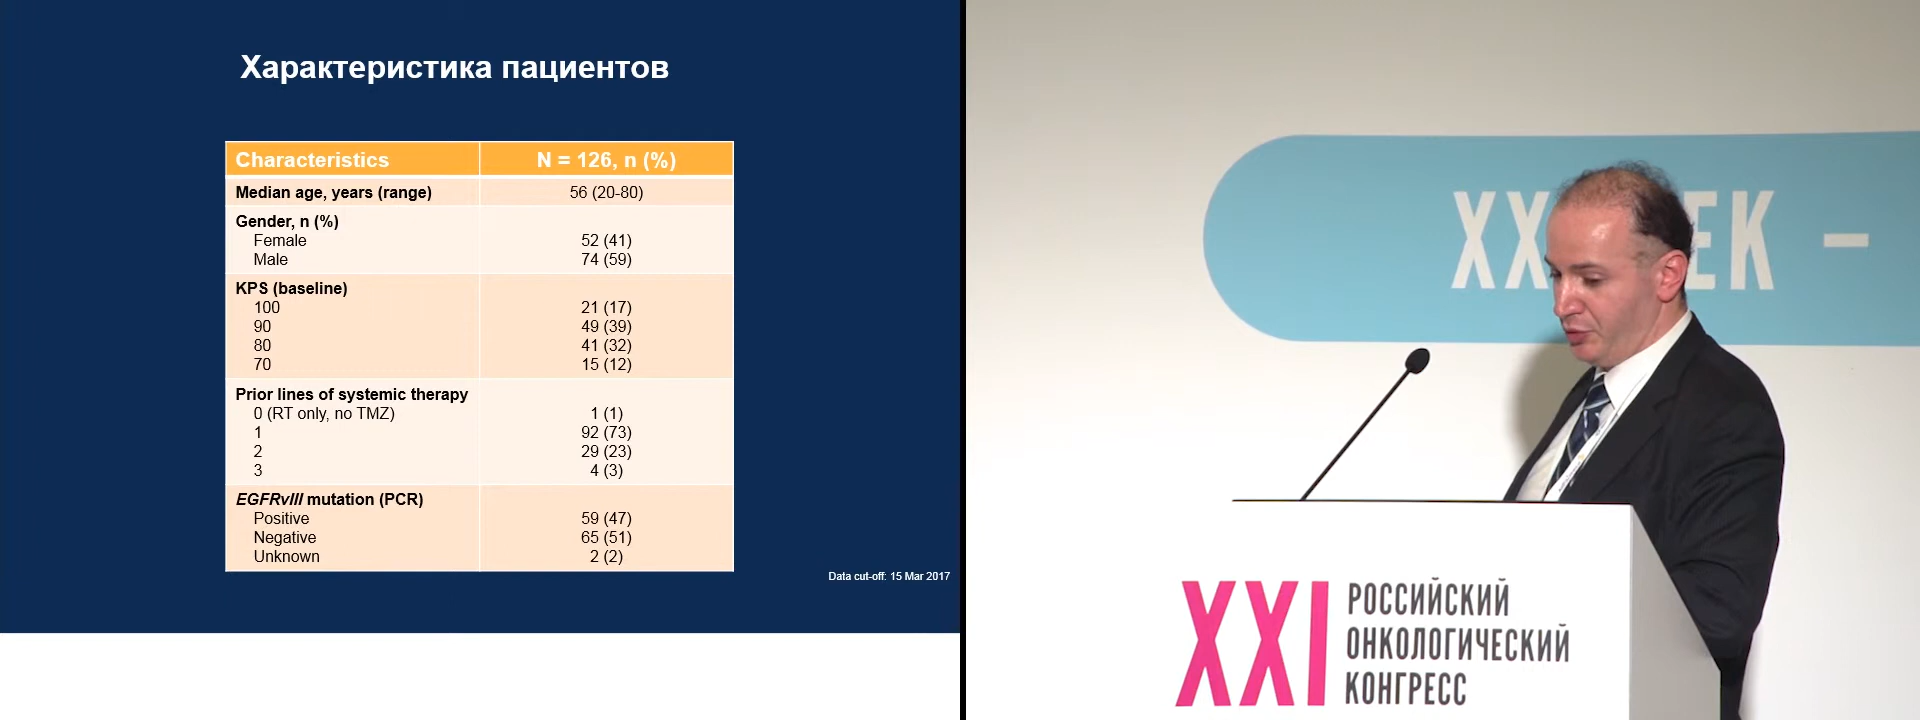 Характеристика пациентов
Characteristics N = 126, n (%)
Median age, years (range) 56 (20-80)
Gender, n (%)
Female 52 (41)
Male 74 (59)
KPS (baseline)
100 21 (17)
90 49 (39)
80 41 (32)
70 15 (12)
Prior lines of systemic therapy
0 (RT only, no TMZ) 1 (1)
1 92 (73)
2 29 (23)
3 4 (3)
EGFRvIII mutation (PCR)
Positive 59 (47)
Negative 65 (51)
Unknown 2 (2)
Data cut-off: 15 Mar 2017
XXI РОССИЙСКИЙ
ОНКОЛОГИЧЕСКИЙ
КОНГРЕСС